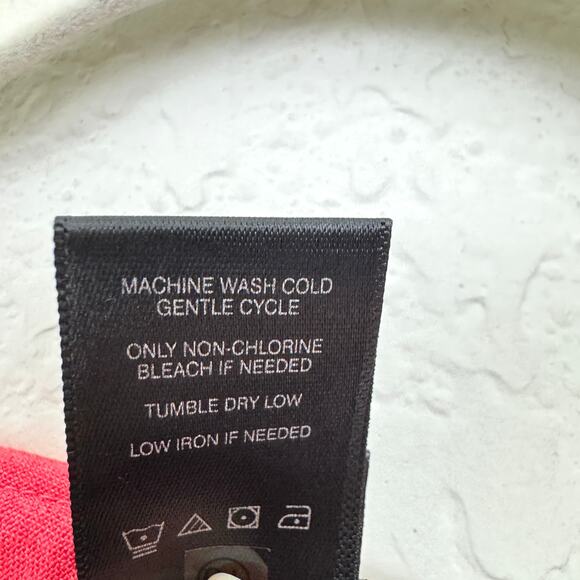 MACHINE WASH COLD
GENTLE CYCLE
ONLY NON-CHLORINE
BLEACH IF NEEDED
TUMBLE DRY LOW
LOW IRON IF NEEDED